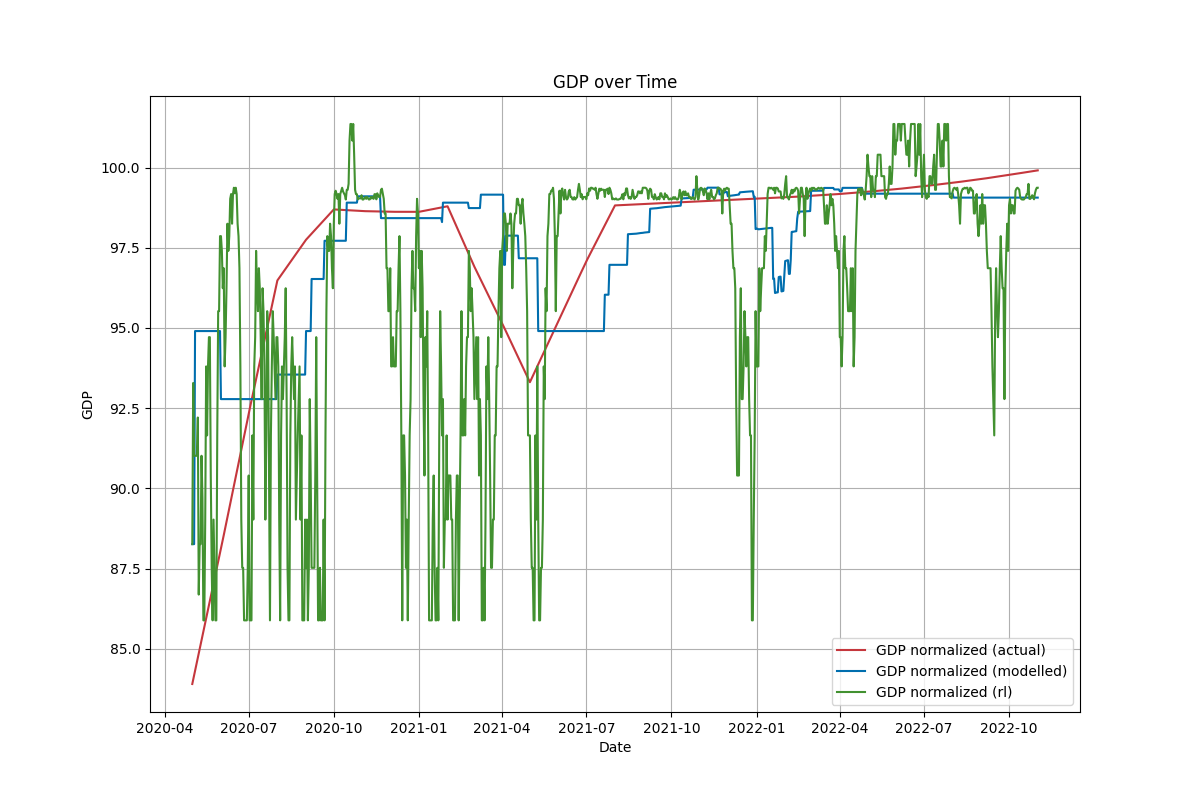 GDP over Time
100.0
97.5
95.0
92.5
90.0
87.5
85.0
GDP
2020-04 2020-07 2020-10 2021-01 2021-04 2021-07 2021-10 2022-01 2022-04 2022-07 2022-10
Date
GDP normalized (actual)
GDP normalized (modelled)
GDP normalized (rl)